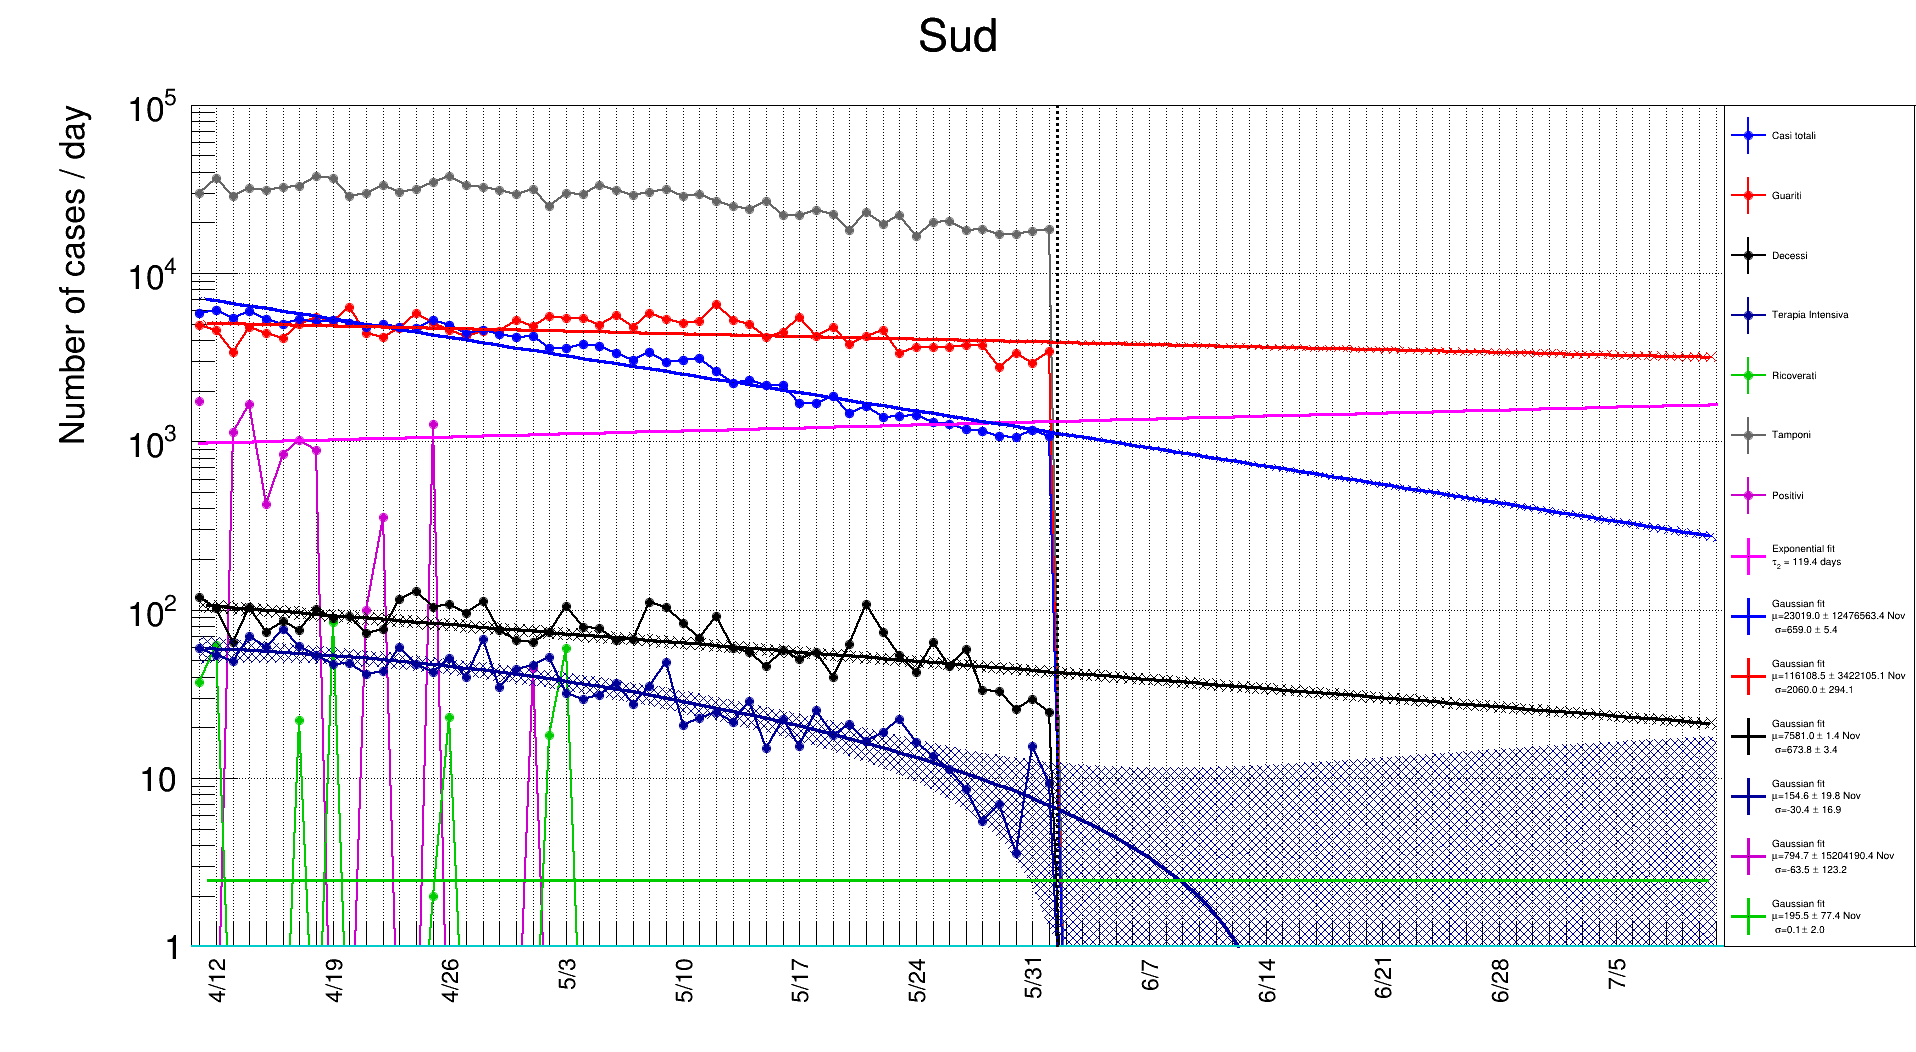 Sud
Number of cases / day
10^5
10^4
10^3
10^2
10
1
4/12
4/19
4/26
5/3
5/10
5/17
5/24
5/31
6/7
6/14
6/21
6/28
7/5
Casi totali
Guariti
Decessi
Terapia Intensiva
Ricoverati
Tamponi
Positivi
Exponential fit
τ_2 = 119.4 days
Gaussian fit
μ=23019.0 ± 12476563.4 Nov
σ=659.0 ± 5.4
Gaussian fit
μ=116108.5 ± 3422105.1 Nov
σ=2060.0 ± 294.1
Gaussian fit
μ=7581.0 ± 1.4 Nov
σ=673.8 ± 3.4
Gaussian fit
μ=154.6 ± 19.8 Nov
σ=-30.4 ± 16.9
Gaussian fit
μ=794.7 ± 15204190.4 Nov
σ=-63.5 ± 123.2
Gaussian fit
μ=195.5 ± 77.4 Nov
σ=0.1 ± 2.0